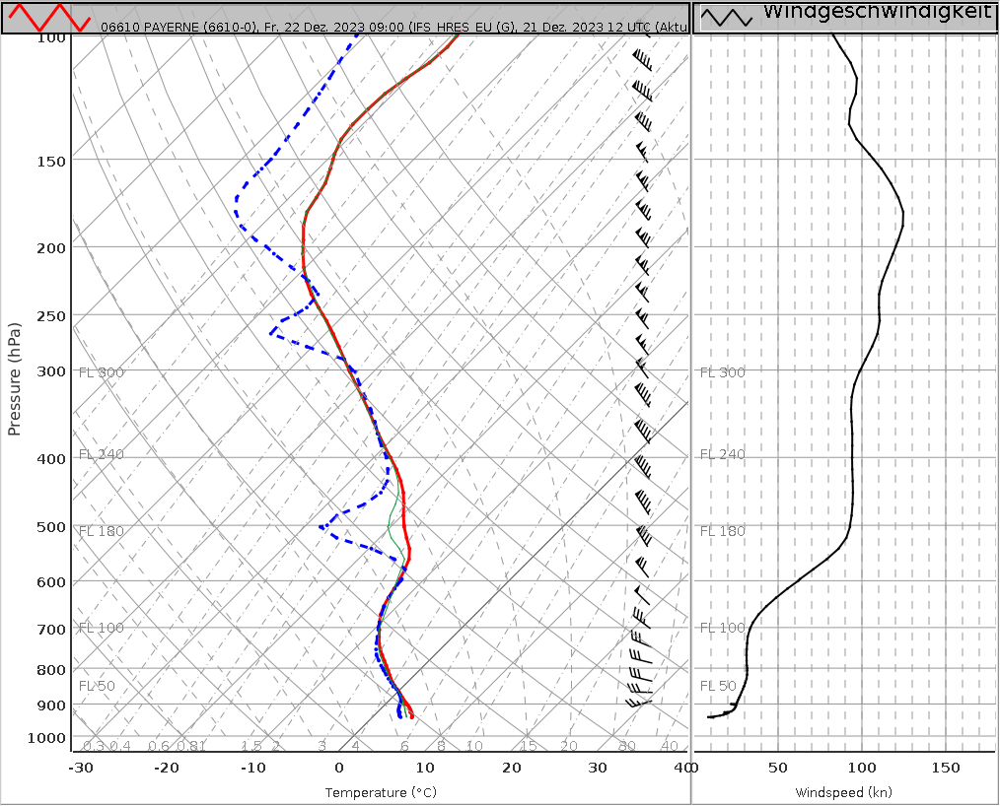 06610 PAYERNE (6610-0), Fr. 22 Dez. 2023 09:00 (IFS HRES EU (G), 21 Dez. 2023 12 UTC (Aktu
Windgeschwindigkeit
100
150
200
250
300
400
500
600
700
800
900
1000
Pressure (hPa)
FL 300
FL 240
FL 180
FL 100
FL 50
0.3 0.4 0.6 0.8 1 1.5 2 3 4 6 8 10 15 20 30 40
-30 -20 -10 0 10 20 30 40
Temperature (°C)
FL 300
FL 240
FL 180
FL 100
FL 50
0 50 100 150
Windspeed (kn)